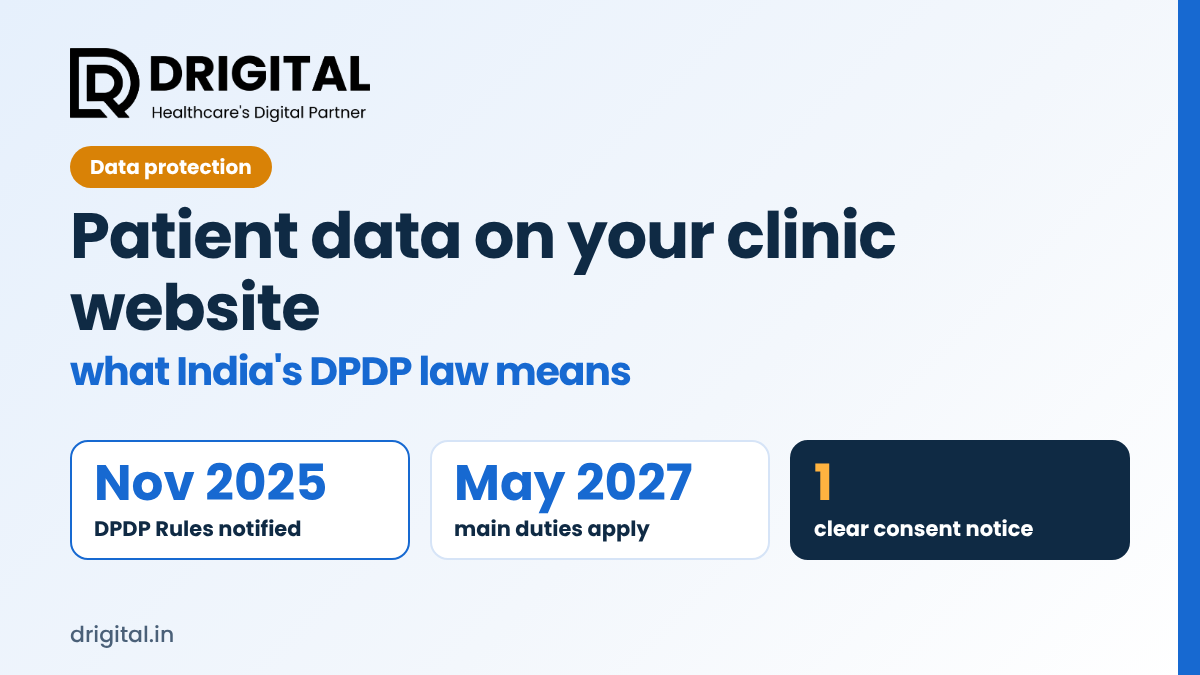 DRIGITAL
Healthcare's Digital Partner
Data protection
Patient data on your clinic
website
what India's DPDP law means
Nov 2025
DPDP Rules notified
May 2027
main duties apply
1
clear consent notice
drigital.in